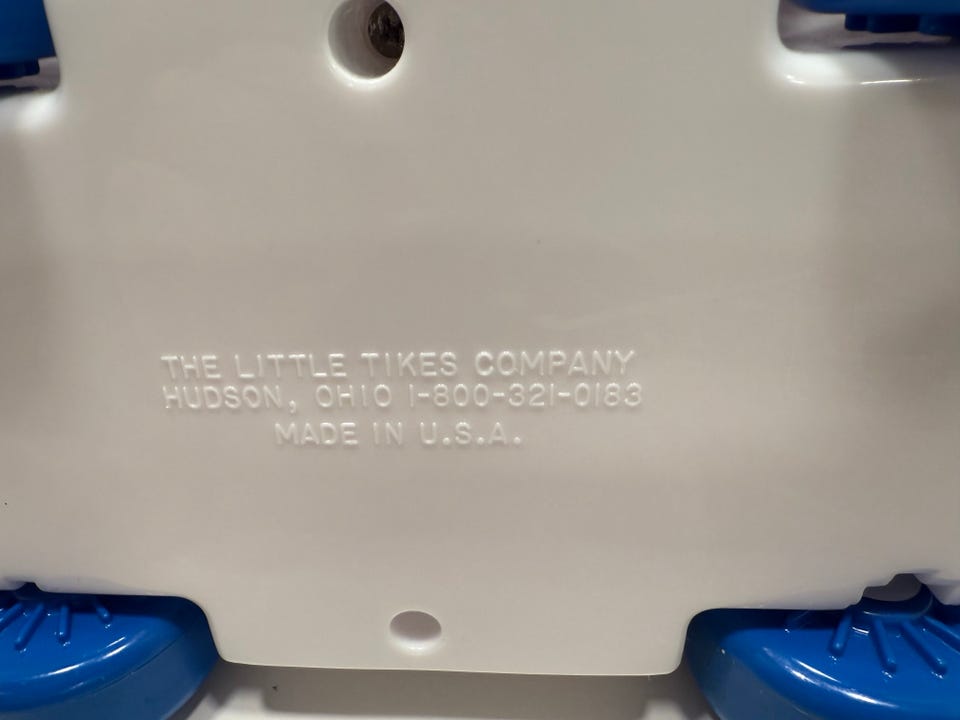 THE LITTLE TIKES COMPANY
HUDSON, OHIO 1-800-321-0183
MADE IN U.S.A.